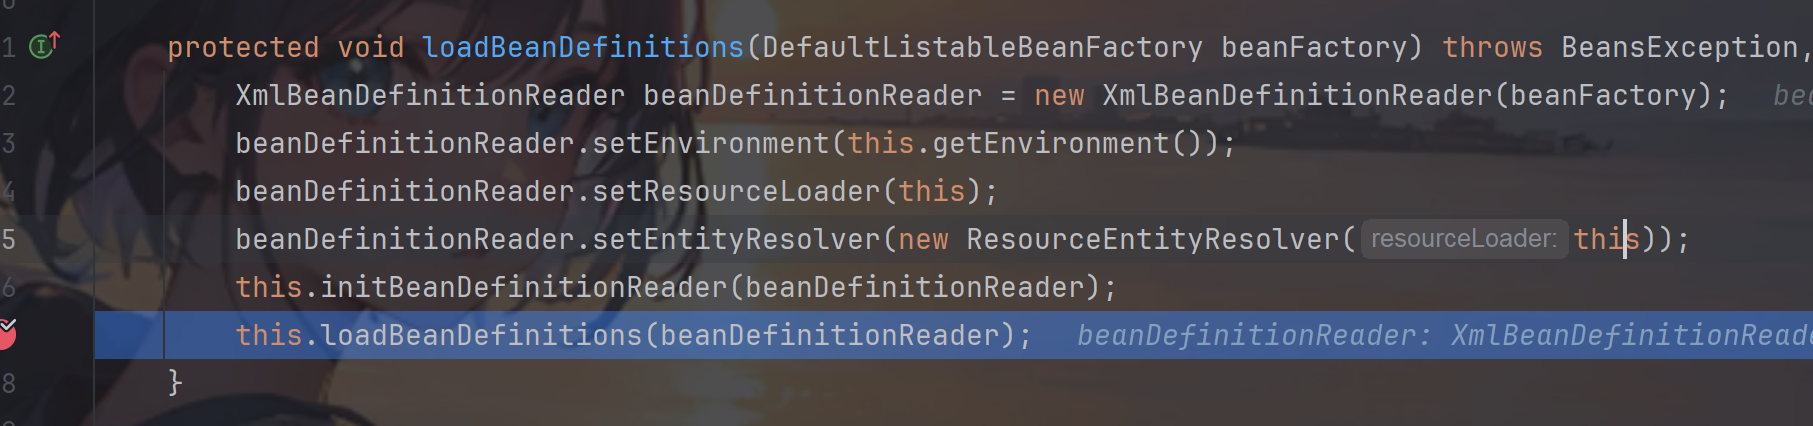 1 protected void loadBeanDefinitions(DefaultListableBeanFactory beanFactory) throws BeansException,
2 XmlBeanDefinitionReader beanDefinitionReader = new XmlBeanDefinitionReader(beanFactory);
3 beanDefinitionReader.setEnvironment(this.getEnvironment());
4 beanDefinitionReader.setResourceLoader(this);
5 beanDefinitionReader.setEntityResolver(new ResourceEntityResolver( resourceLoader: this));
6 this.initBeanDefinitionReader(beanDefinitionReader);
this.loadBeanDefinitions(beanDefinitionReader); beanDefinitionReader: XmlBeanDefinitionReade
8 }